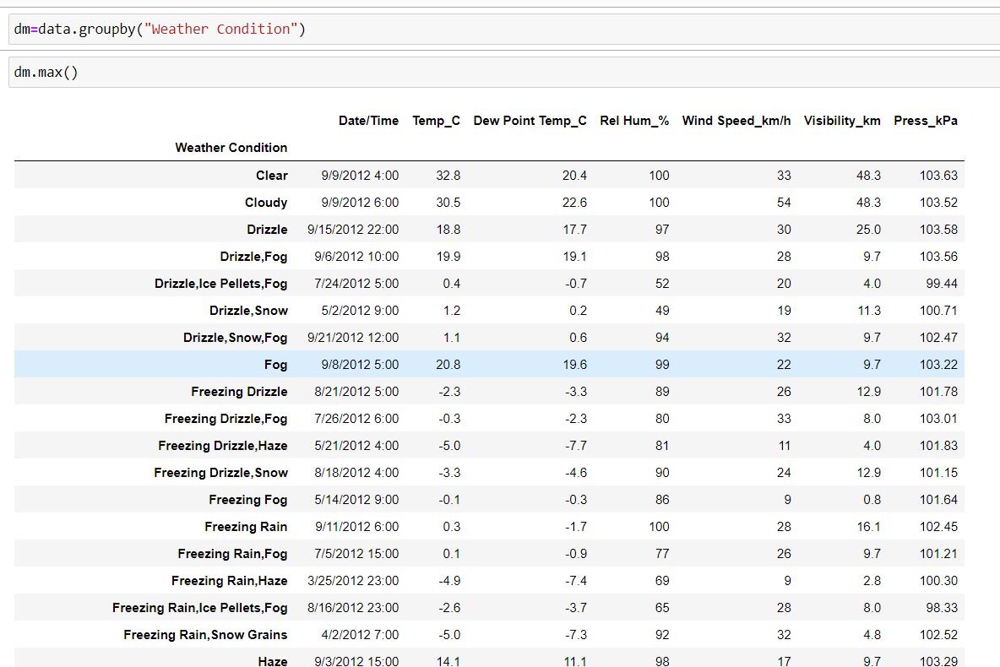 dm=data.groupby("Weather Condition")
dm.max()
Date/Time Temp_C Dew Point Temp_C Rel Hum_% Wind Speed_km/h Visibility_km Press_kPa
Weather Condition
Clear 9/9/2012 4:00 32.8 20.4 100 33 48.3 103.63
Cloudy 9/9/2012 6:00 30.5 22.6 100 54 48.3 103.52
Drizzle 9/15/2012 22:00 18.8 17.7 97 30 25.0 103.58
Drizzle,Fog 9/6/2012 10:00 19.9 19.1 98 28 9.7 103.56
Drizzle,Ice Pellets,Fog 7/24/2012 5:00 0.4 -0.7 52 20 4.0 99.44
Drizzle,Snow 5/2/2012 9:00 1.2 0.2 49 19 11.3 100.71
Drizzle,Snow,Fog 9/21/2012 12:00 1.1 0.6 94 32 9.7 102.47
Fog 9/8/2012 5:00 20.8 19.6 99 22 9.7 103.22
Freezing Drizzle 8/21/2012 5:00 -2.3 -3.3 89 26 12.9 101.78
Freezing Drizzle,Fog 7/26/2012 6:00 -0.3 -2.3 80 33 8.0 103.01
Freezing Drizzle,Haze 5/21/2012 4:00 -5.0 -7.7 81 11 4.0 101.83
Freezing Drizzle,Snow 8/18/2012 4:00 -3.3 -4.6 90 24 12.9 101.15
Freezing Fog 5/14/2012 9:00 -0.1 -0.3 86 9 0.8 101.64
Freezing Rain 9/11/2012 6:00 0.3 -1.7 100 28 16.1 102.45
Freezing Rain,Fog 7/5/2012 15:00 0.1 -0.9 77 26 9.7 101.21
Freezing Rain,Haze 3/25/2012 23:00 -4.9 -7.4 69 9 2.8 100.30
Freezing Rain,Ice Pellets,Fog 8/16/2012 23:00 -2.6 -3.7 65 28 8.0 98.33
Freezing Rain,Snow Grains 4/2/2012 7:00 -5.0 -7.3 92 32 4.8 102.52
Haze 9/3/2012 15:00 14.1 11.1 98 17 9.7 103.29